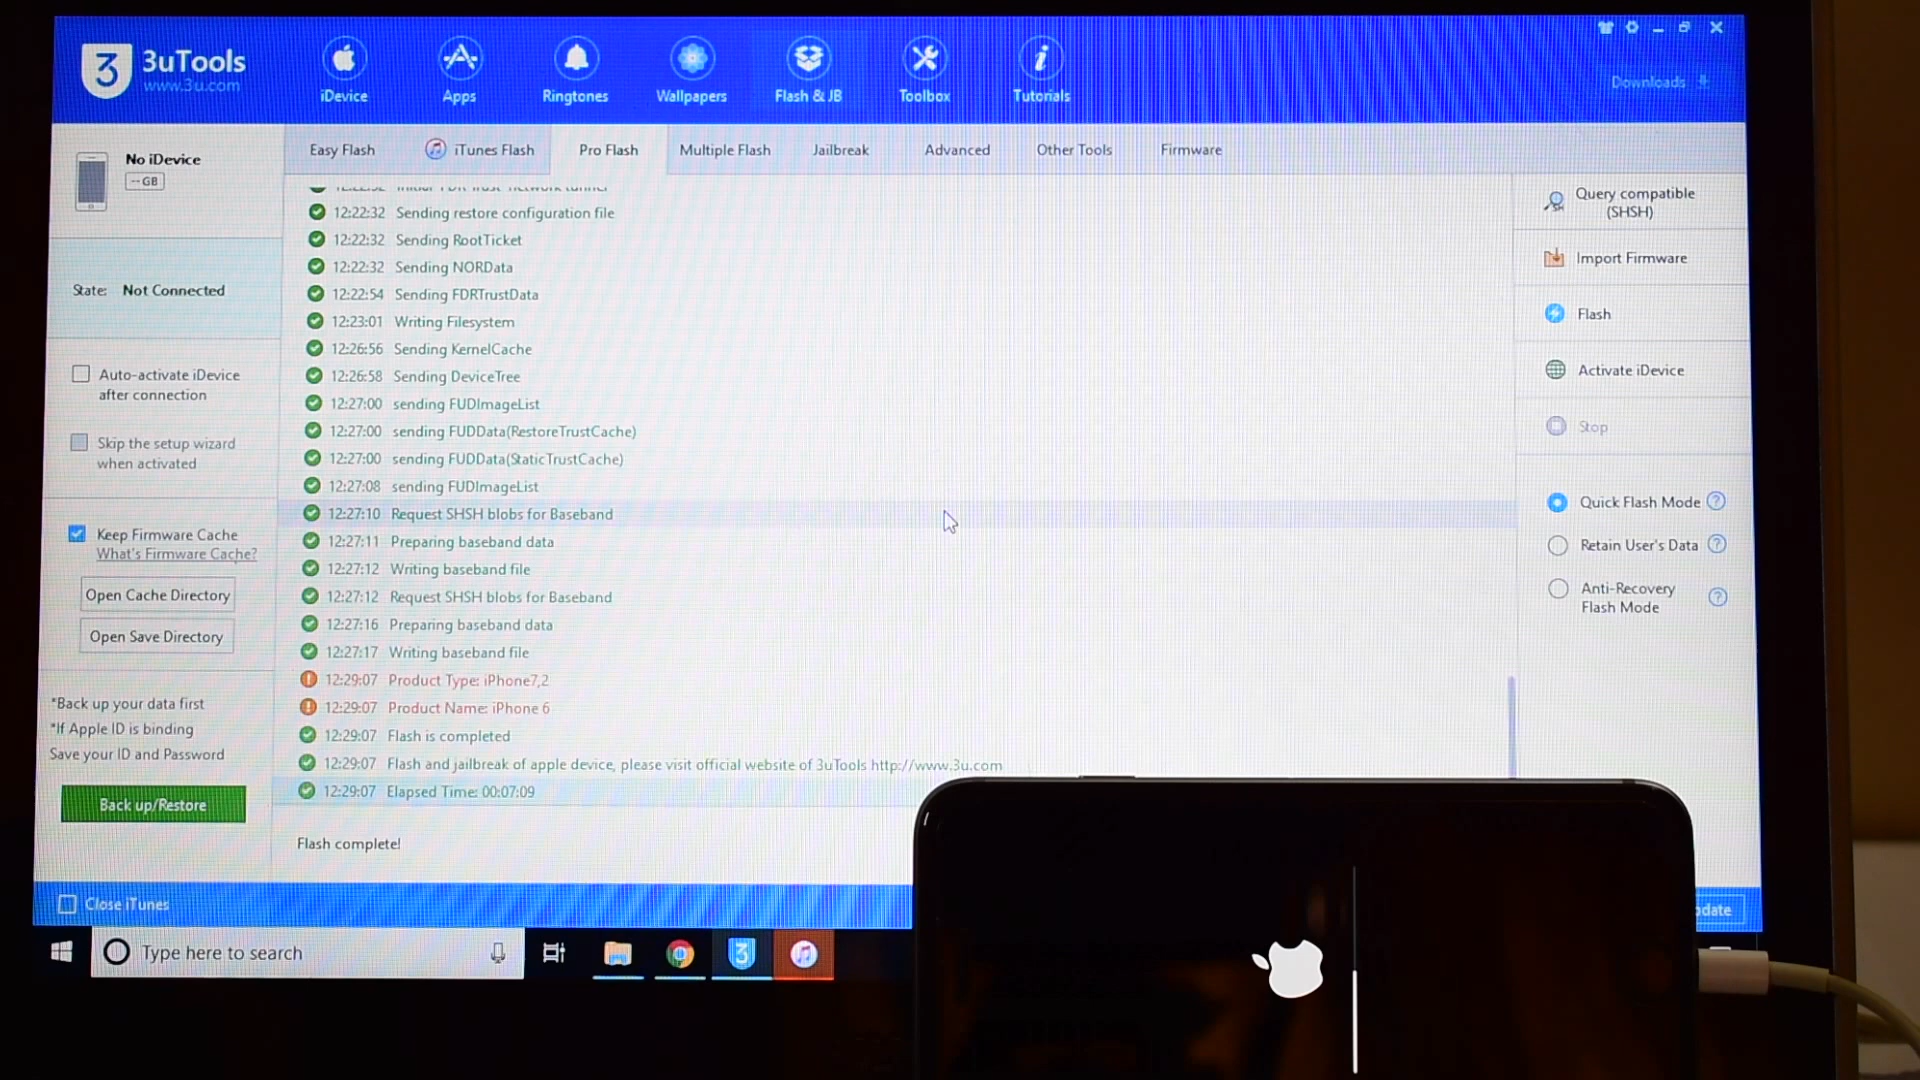 3 3uTools
www.3u.com
iDevice
Apps
Ringtones
Wallpapers
Flash & JB
Toolbox
Tutorials
Downloads
Easy Flash
iTunes Flash
Pro Flash
Multiple Flash
Jailbreak
Advanced
Other Tools
Firmware
No iDevice
-- GB
State: Not Connected
Auto-activate iDevice
after connection
Skip the setup wizard
when activated
Keep Firmware Cache
What's Firmware Cache?
Open Cache Directory
Open Save Directory
*Back up your data first
*If Apple ID is binding
Save your ID and Password
Back up/Restore
12:22:32 Sending restore configuration file
12:22:32 Sending RootTicket
12:22:32 Sending NORData
12:22:54 Sending FDRTrustData
12:23:01 Writing Filesystem
12:26:56 Sending KernelCache
12:26:58 Sending DeviceTree
12:27:00 sending FUDImageList
12:27:00 sending FUDData(RestoreTrustCache)
12:27:00 sending FUDData(StaticTrustCache)
12:27:08 sending FUDImageList
12:27:10 Request SHSH blobs for Baseband
12:27:11 Preparing baseband data
12:27:12 Writing baseband file
12:27:12 Request SHSH blobs for Baseband
12:27:16 Preparing baseband data
12:27:17 Writing baseband file
12:29:07 Product Type: iPhone7,2
12:29:07 Product Name: iPhone 6
12:29:07 Flash is completed
12:29:07 Flash and jailbreak of apple device, please visit official website of 3uTools http://www.3u.com
12:29:07 Elapsed Time: 00:07:09
Flash complete!
Query compatible
(SHSH)
Import Firmware
Flash
Activate iDevice
Stop
Quick Flash Mode
Retain User's Data
Anti-Recovery
Flash Mode
Close iTunes
Type here to search